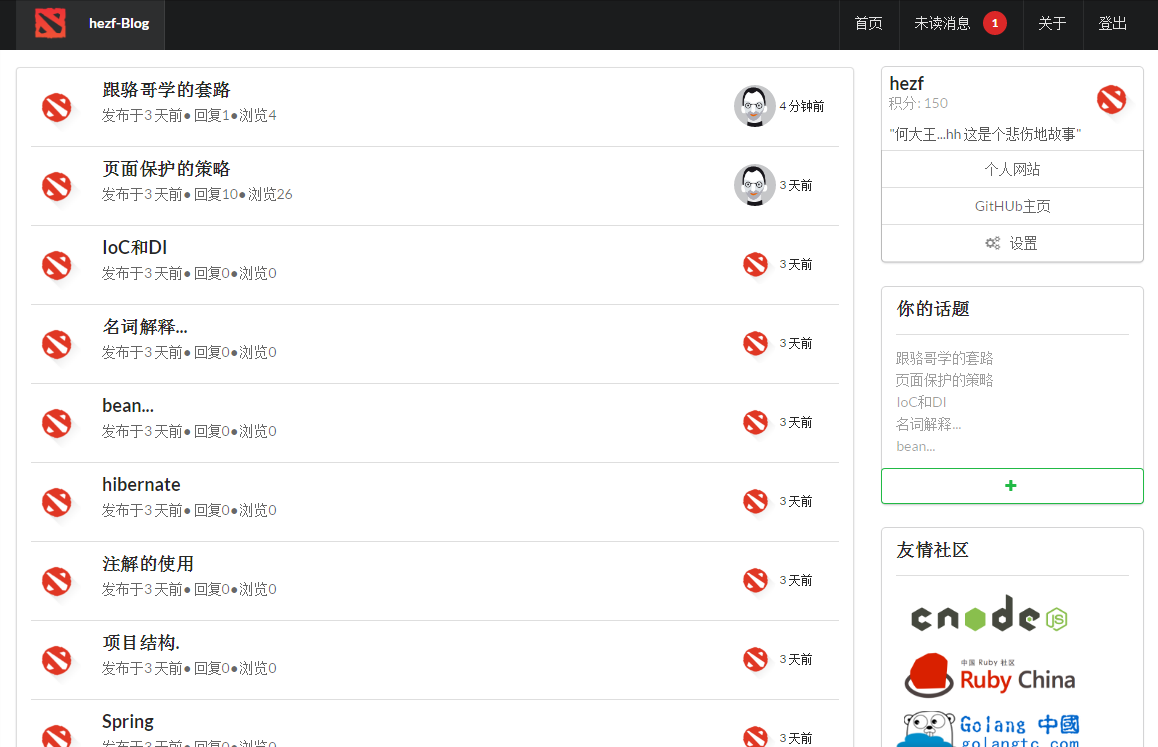 hezf-Blog
首页
未读消息 1
关于
登出
跟骆哥学的套路
发布于3 天前● 回复1● 浏览4
4 分钟前
页面保护的策略
发布于3 天前● 回复10● 浏览26
3 天前
IoC和DI
发布于3 天前● 回复0● 浏览0
3 天前
名词解释...
发布于3 天前● 回复0● 浏览0
3 天前
bean...
发布于3 天前● 回复0● 浏览0
3 天前
hibernate
发布于3 天前● 回复0● 浏览0
3 天前
注解的使用
发布于3 天前● 回复0● 浏览0
3 天前
项目结构.
发布于3 天前● 回复0● 浏览0
3 天前
Spring
发布于3 天前● 回复0● 浏览0
3 天前
hezf
积分: 150
"何大王...hh 这是个悲伤地故事"
个人网站
GitHUb主页
设置
你的话题
跟骆哥学的套路
页面保护的策略
IoC和DI
名词解释...
bean...
友情社区
cnode JS
中国 Ruby 社区
Ruby China
Golang 中國
golangtc.com